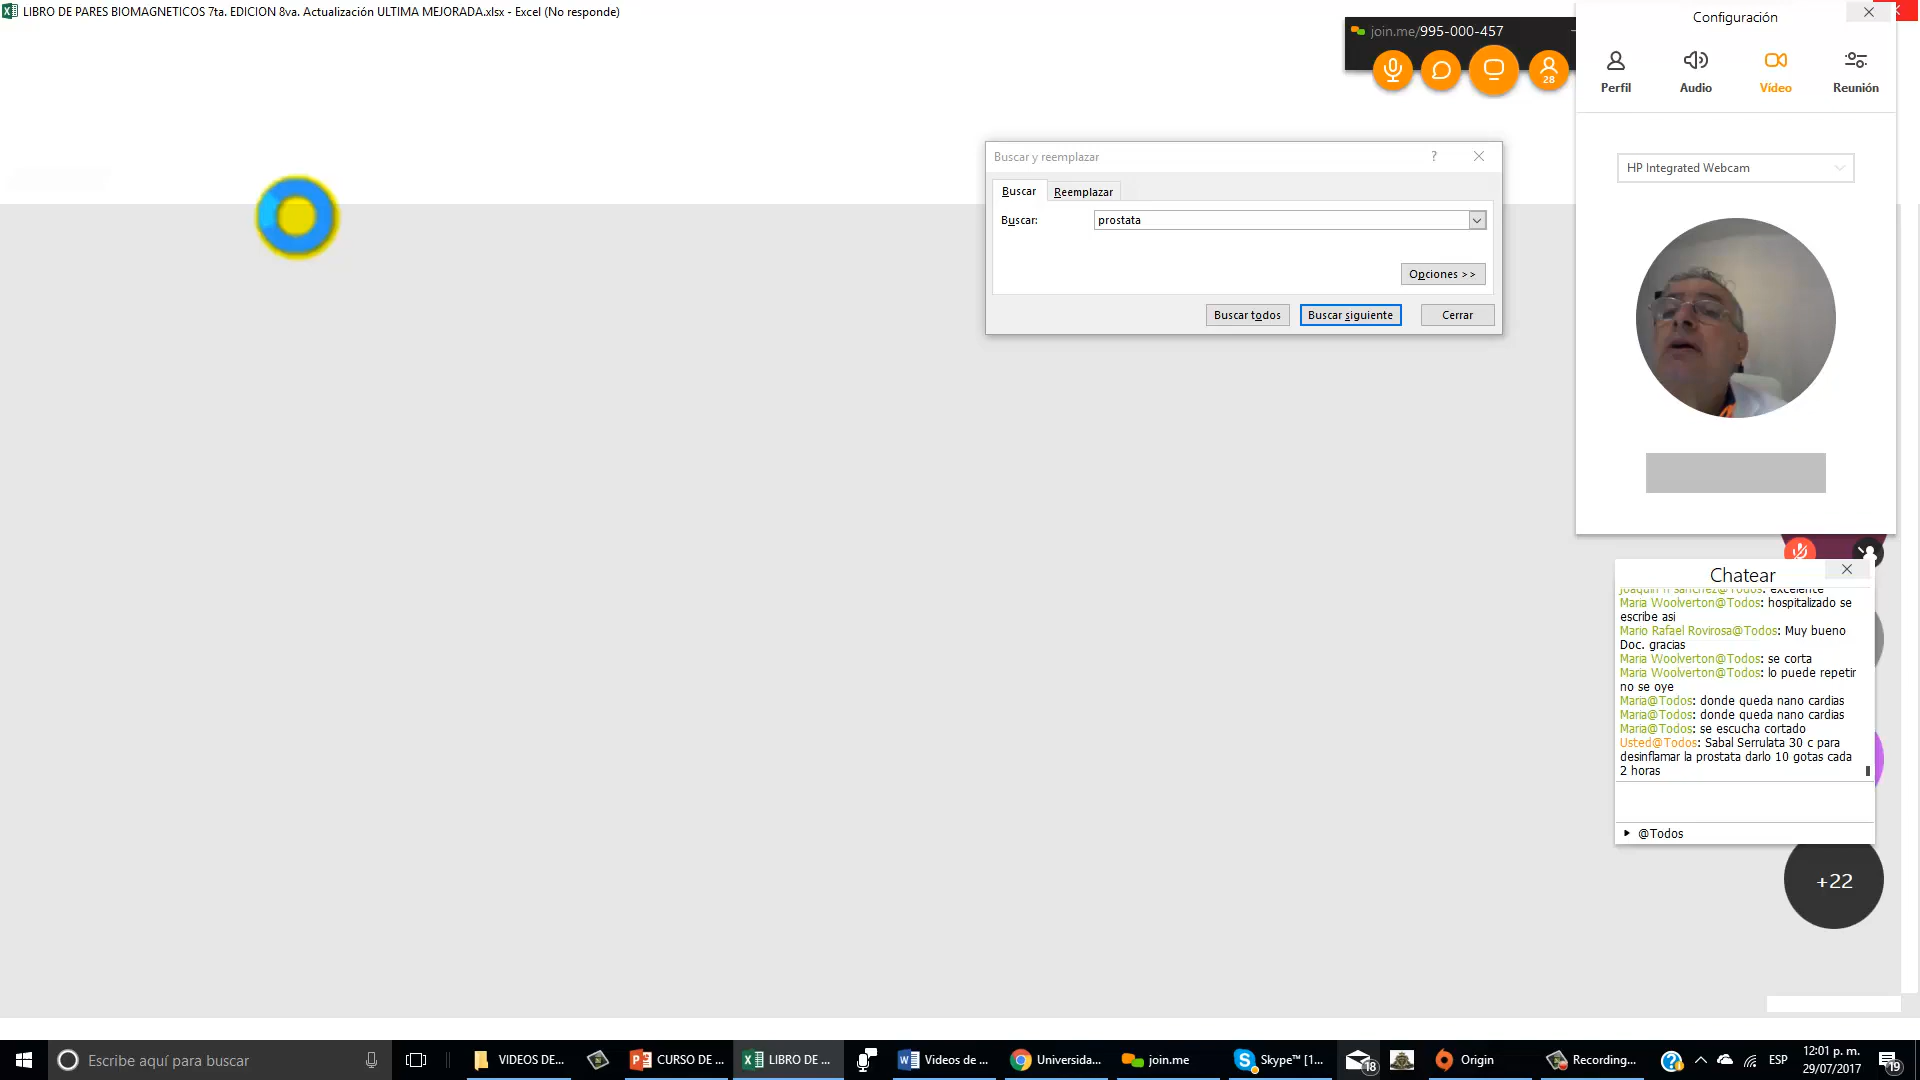 LIBRO DE PARES BIOMAGNETICOS 7ta. EDICION 8va. Actualización ULTIMA MEJORADA.xlsx - Excel (No responde)
join.me/995-000-457
28
Configuración
Perfil
Audio
Vídeo
Reunión
HP Integrated Webcam
Buscar y reemplazar
?
Buscar
Reemplazar
Buscar:
prostata
Opciones >>
Buscar todos
Buscar siguiente
Cerrar
Chatear
Joaquin n sanchez@Todos: excelente
Maria Woolverton@Todos: hospitalizado se
escribe asi
Mario Rafael Rovirosa@Todos: Muy bueno
Doc. gracias
Maria Woolverton@Todos: se corta
Maria Woolverton@Todos: lo puede repetir
no se oye
Maria@Todos: donde queda nano cardias
Maria@Todos: donde queda nano cardias
Maria@Todos: se escucha cortado
Usted@Todos: Sabal Serrulata 30 c para
desinflamar la prostata darlo 10 gotas cada
2 horas
@Todos
+22
Escribe aquí para buscar
VIDEOS DE...
CURSO DE ...
LIBRO DE ...
Videos de ...
Universida...
join.me
Skype™ [1...
18
Origin
Recording...
ESP
12:01 p. m.
29/07/2017
19